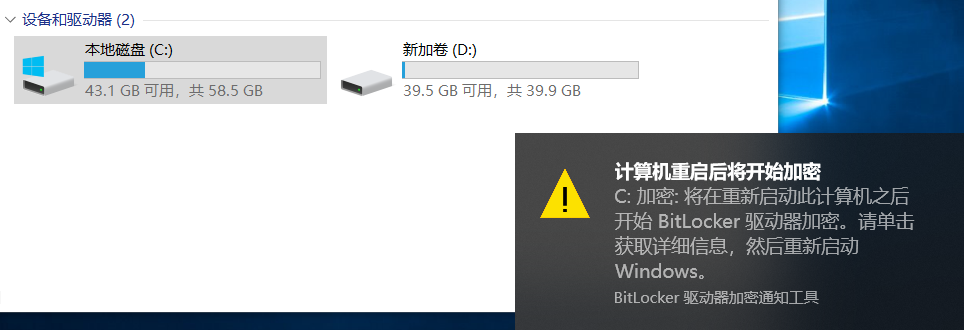 设备和驱动器 (2)
本地磁盘 (C:)
43.1 GB 可用，共 58.5 GB
新加卷 (D:)
39.5 GB 可用，共 39.9 GB
计算机重启后将开始加密
C: 加密: 将在重新启动此计算机之后
开始 BitLocker 驱动器加密。请单击
获取详细信息，然后重新启动
Windows。
BitLocker 驱动器加密通知工具